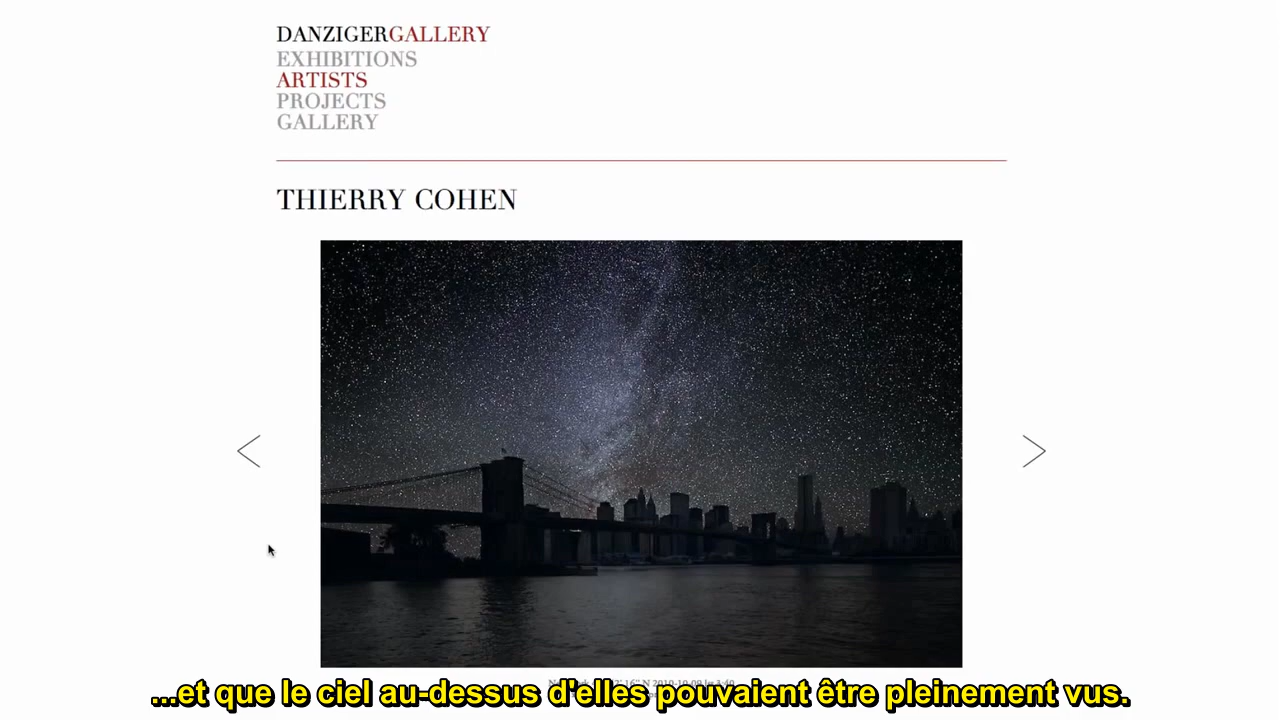 DANZIGERGALLERY
EXHIBITIONS
ARTISTS
PROJECTS
GALLERY
THIERRY COHEN
...et que le ciel au-dessus d'elles pouvaient être pleinement vus.